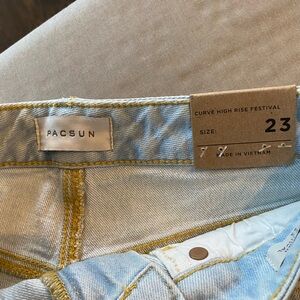 PACSUN
CURVE HIGH RISE FESTIVAL
SIZE: 23
MADE IN VIETNAM